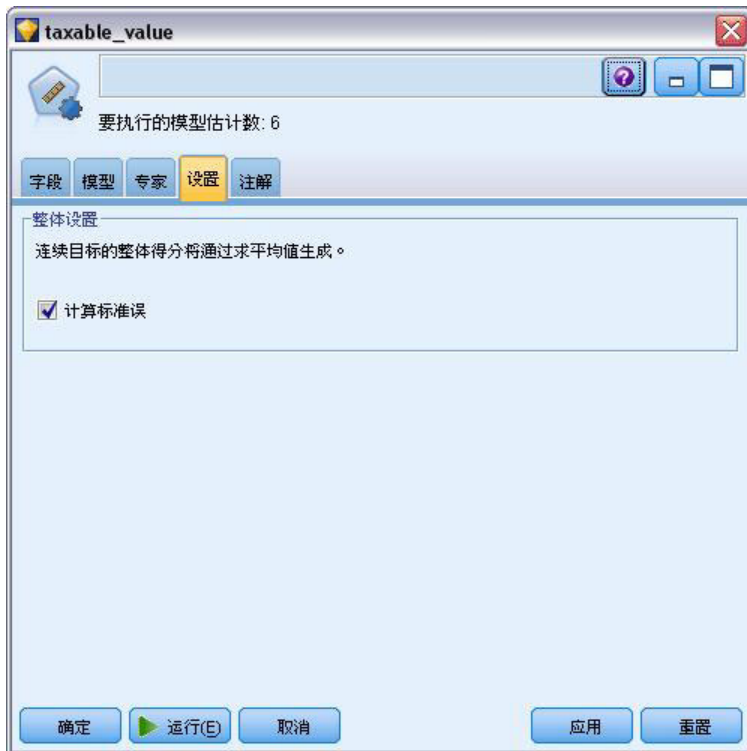 taxable_value
要执行的模型估计数: 6
字段 模型 专家 设置 注解
整体设置
连续目标的整体得分将通过求平均值生成。
计算标准误
确定 运行(E) 取消 应用 重置